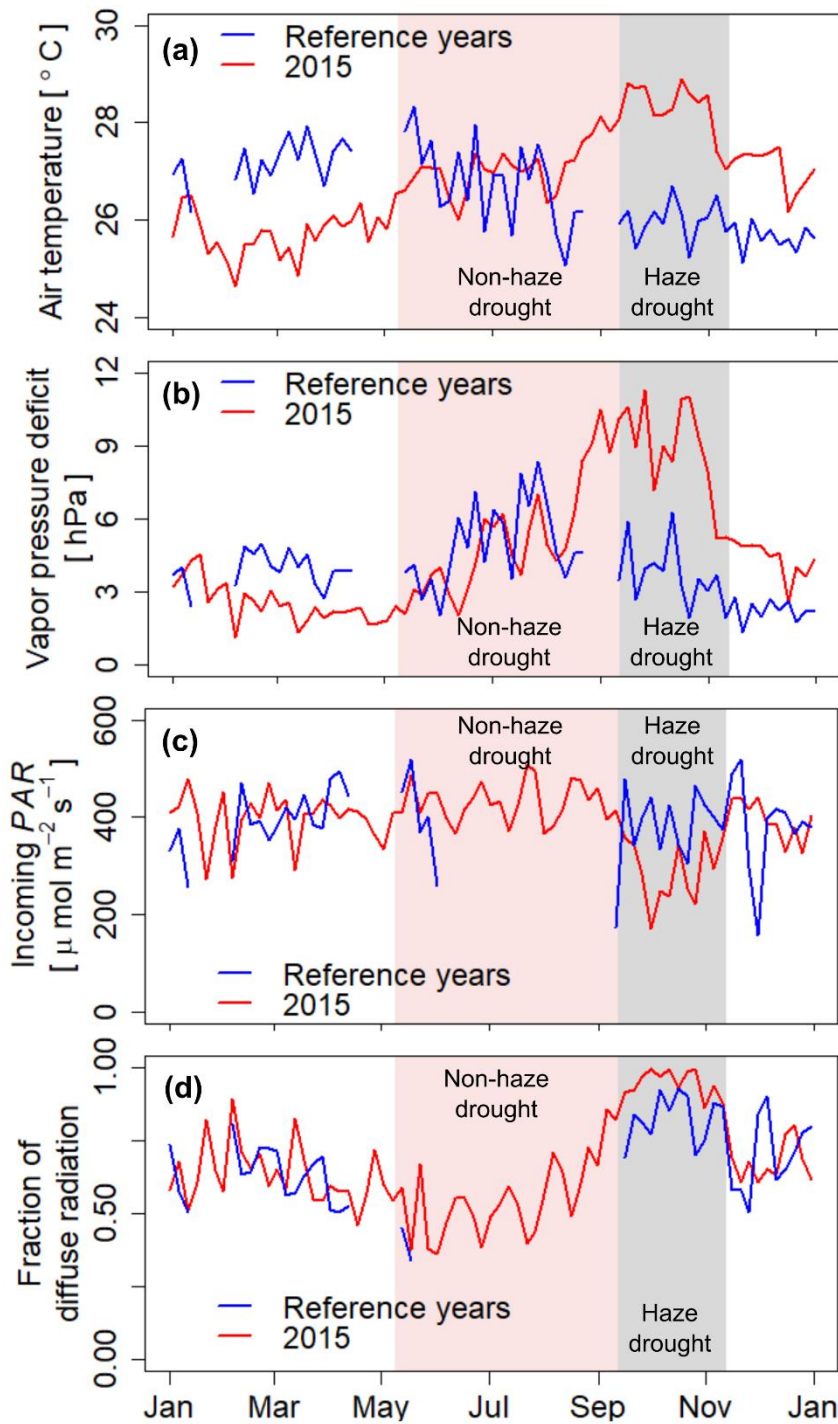 (a)
Reference years
2015
Air temperature [ ° C ]
30
28
26
24
Non-haze
drought
Haze
drought
(b)
Reference years
2015
Vapor pressure deficit
[ hPa ]
12
9
6
3
0
Non-haze
drought
Haze
drought
(c)
Non-haze
drought
Haze
drought
Incoming PAR
[ μ mol m⁻² s⁻¹ ]
600
400
200
0
Reference years
2015
(d)
Non-haze
drought
Fraction of
diffuse radiation
1.00
0.50
0.00
Reference years
2015
Haze
drought
Jan Mar May Jul Sep Nov Jan